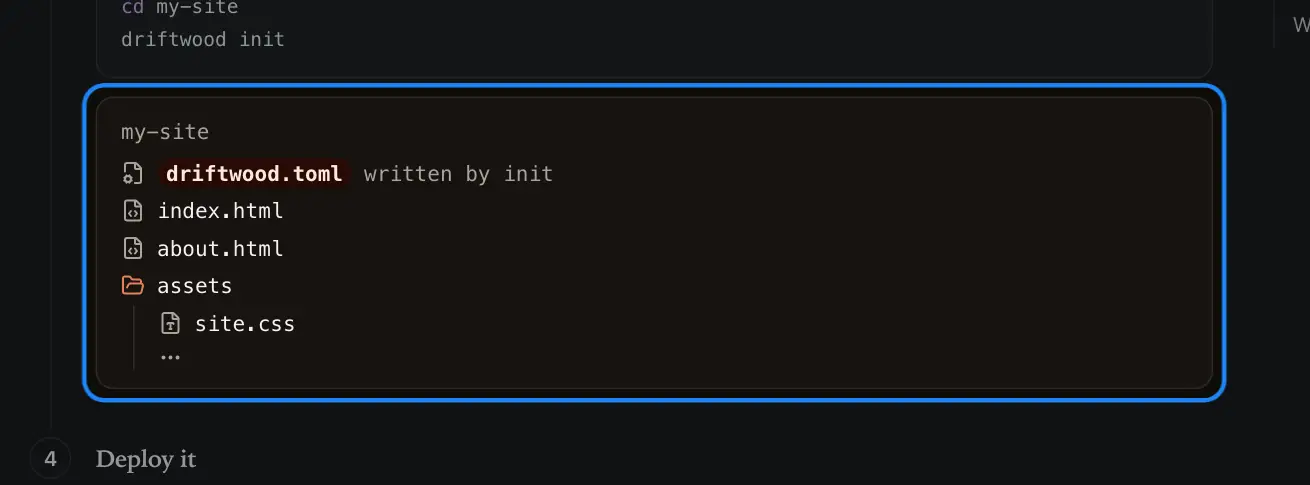 cd my-site
driftwood init
W
my-site
driftwood.toml written by init
index.html
about.html
assets
site.css
...
4 Deploy it